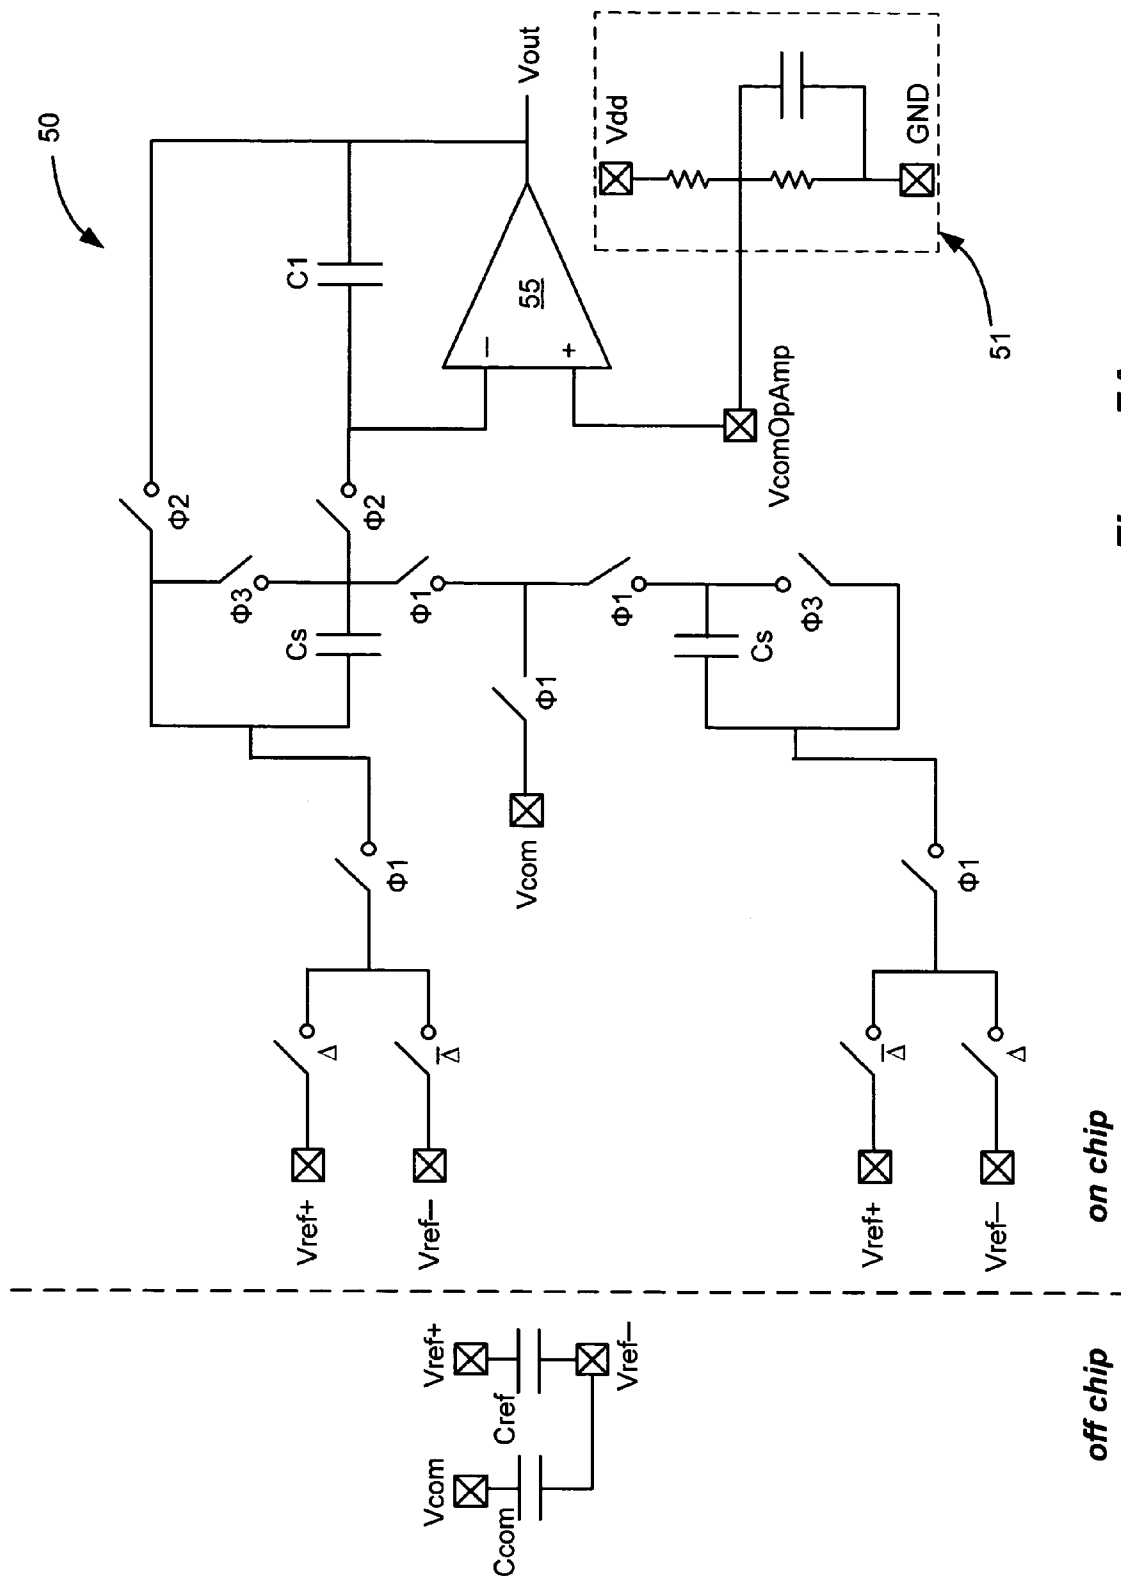 off chip
on chip
Vcom
Ccom
Vref+
Cref
Vref–
Vref+
Vref–
Δ
Δ̅
Φ1
Vref+
Vref–
Δ̅
Δ
Φ1
Vcom
Φ1
Cs
Φ3
Φ1
Φ2
Φ2
Cs
Φ1
Φ3
C1
50
–
+
55
Vout
VcomOpAmp
Vdd
GND
51